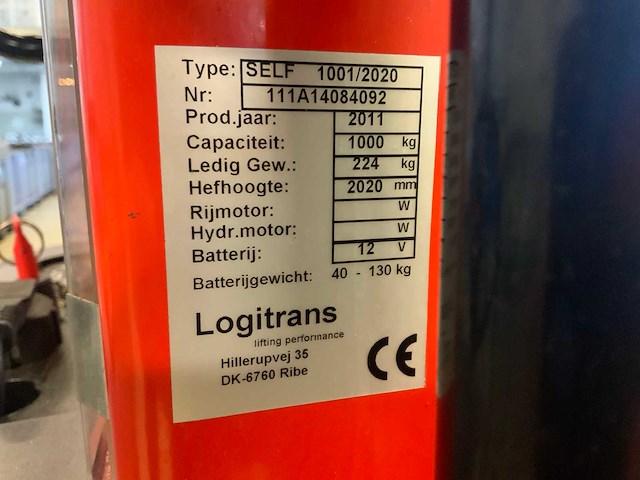 Type: SELF 1001/2020
Nr: 111A14084092
Prod.jaar: 2011
Capaciteit: 1000 kg
Ledig Gew.: 224 kg
Hefhoogte: 2020 mm
Rijmotor: W
Hydr.motor: W
Batterij: 12 V
Batterijgewicht: 40 - 130 kg
Logitrans
lifting performance
Hillerupvej 35
DK-6760 Ribe
CE